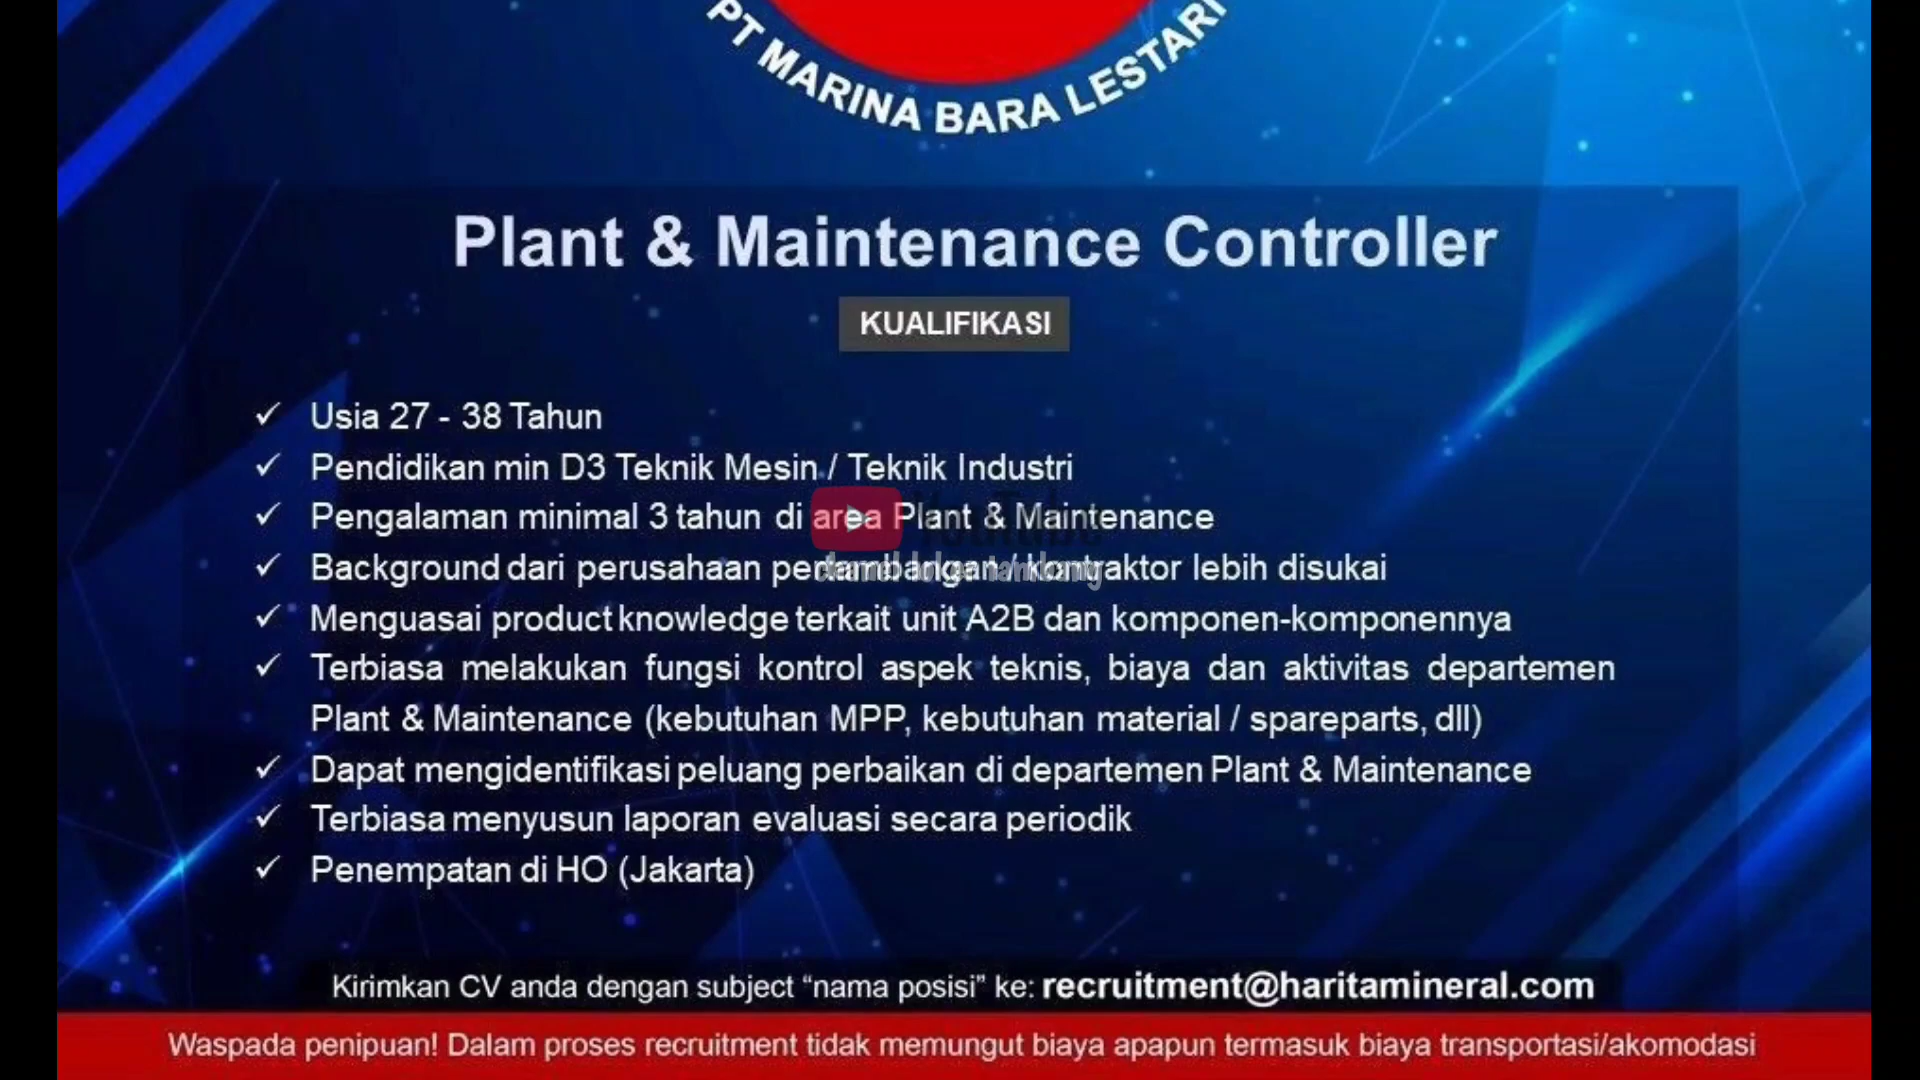 PT MARINA BARA LESTARI
Plant & Maintenance Controller
KUALIFIKASI
✓ Usia 27 - 38 Tahun
✓ Pendidikan min D3 Teknik Mesin / Teknik Industri
✓ Pengalaman minimal 3 tahun di area Plant & Maintenance
YouTube
✓ Background dari perusahaan pertambangan / kontraktor lebih disukai
✓ Menguasai product knowledge terkait unit A2B dan komponen-komponennya
✓ Terbiasa melakukan fungsi kontrol aspek teknis, biaya dan aktivitas departemen
Plant & Maintenance (kebutuhan MPP, kebutuhan material / spareparts, dll)
✓ Dapat mengidentifikasi peluang perbaikan di departemen Plant & Maintenance
✓ Terbiasa menyusun laporan evaluasi secara periodik
✓ Penempatan di HO (Jakarta)
Kirimkan CV anda dengan subject “nama posisi” ke: recruitment@haritamineral.com
Waspada penipuan! Dalam proses recruitment tidak memungut biaya apapun termasuk biaya transportasi/akomodasi